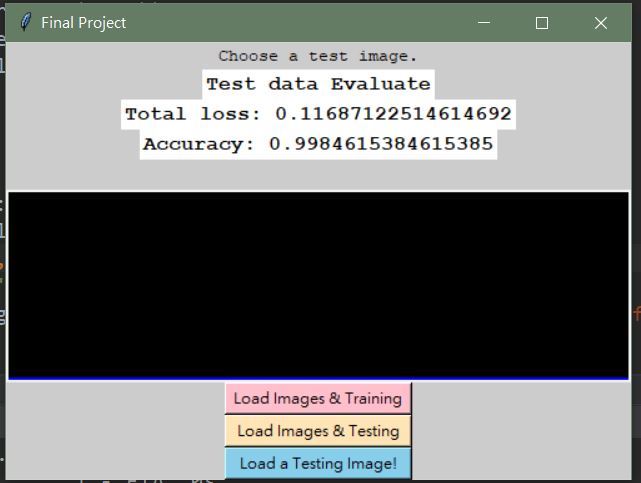 Final Project
Choose a test image.
Test data Evaluate
Total loss: 0.11687122514614692
Accuracy: 0.9984615384615385
Load Images & Training
Load Images & Testing
Load a Testing Image!